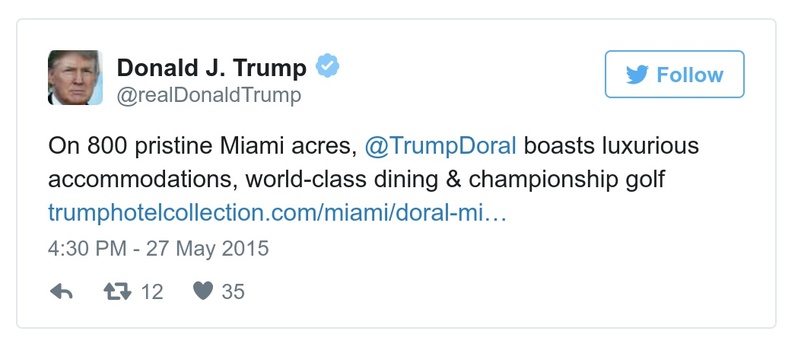 Donald J. Trump
@realDonaldTrump
Follow
On 800 pristine Miami acres, @TrumpDoral boasts luxurious
accommodations, world-class dining & championship golf
trumphotelcollection.com/miami/doral-mi…
4:30 PM - 27 May 2015
12 35